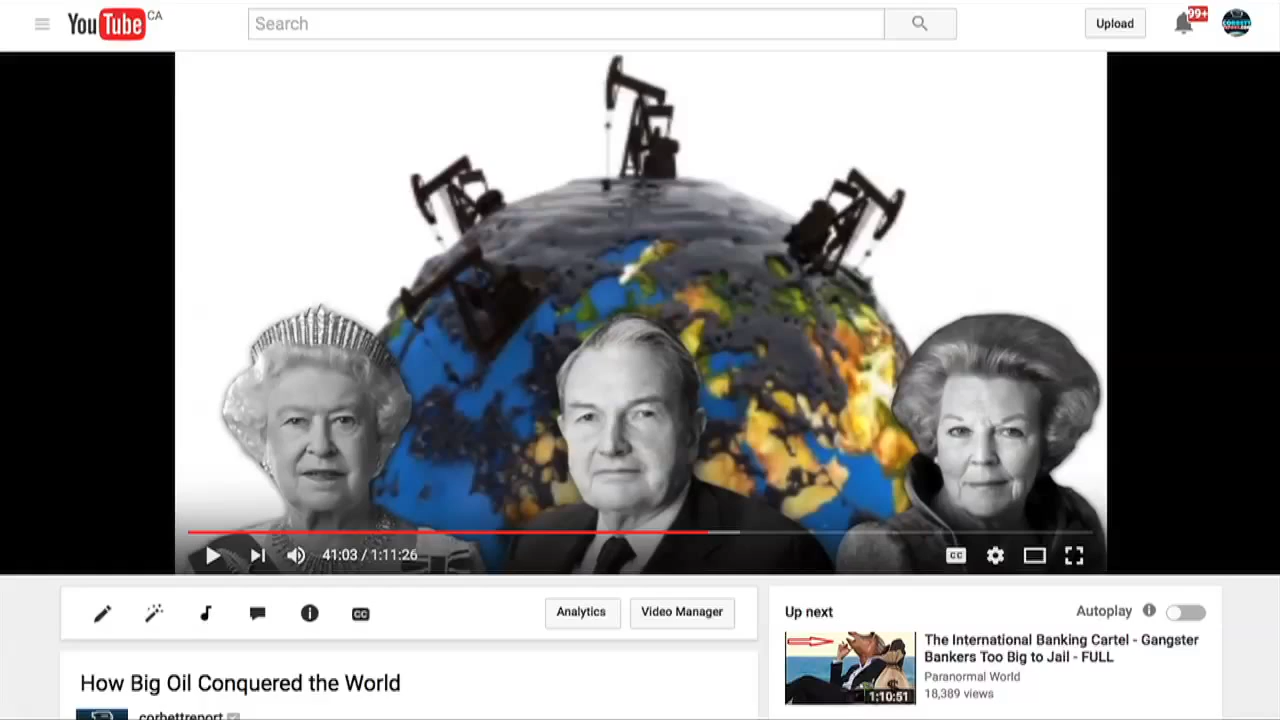 YouTube CA
Search
Upload
99+
41:03 / 1:11:26
CC
CC
Analytics
Video Manager
How Big Oil Conquered the World
corbettreport
Up next
Autoplay
The International Banking Cartel - Gangster
Bankers Too Big to Jail - FULL
Paranormal World
18,389 views
1:10:51